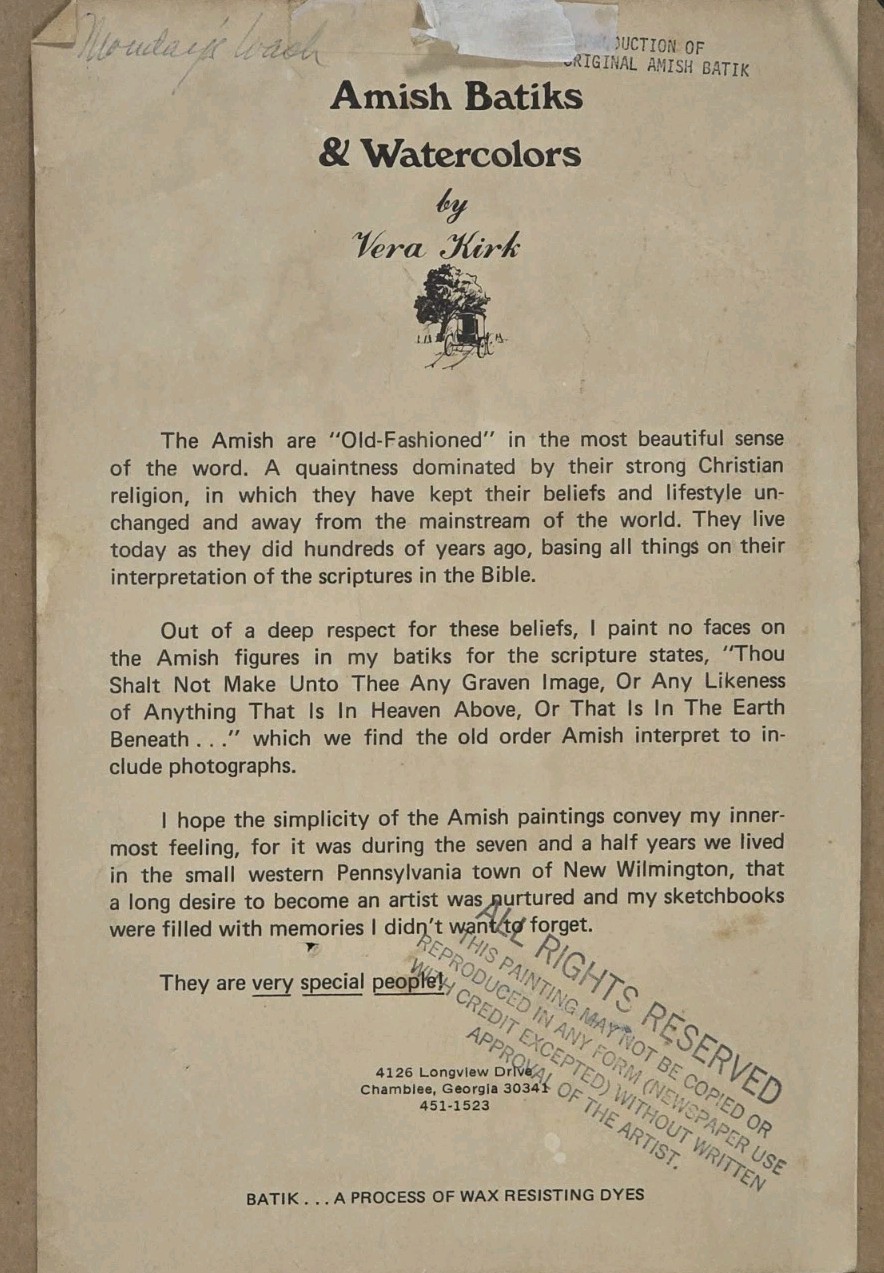 Monday's Wash
DUCTION OF
ORIGINAL AMISH BATIK
Amish Batiks
& Watercolors
by
Vera Kirk
The Amish are "Old-Fashioned" in the most beautiful sense
of the word. A quaintness dominated by their strong Christian
religion, in which they have kept their beliefs and lifestyle un-
changed and away from the mainstream of the world. They live
today as they did hundreds of years ago, basing all things on their
interpretation of the scriptures in the Bible.
Out of a deep respect for these beliefs, I paint no faces on
the Amish figures in my batiks for the scripture states, "Thou
Shalt Not Make Unto Thee Any Graven Image, Or Any Likeness
of Anything That Is In Heaven Above, Or That Is In The Earth
Beneath . . ." which we find the old order Amish interpret to in-
clude photographs.
I hope the simplicity of the Amish paintings convey my inner-
most feeling, for it was during the seven and a half years we lived
in the small western Pennsylvania town of New Wilmington, that
a long desire to become an artist was nurtured and my sketchbooks
were filled with memories I didn't want to forget.
They are very special people!
ALL RIGHTS RESERVED
THIS PAINTING MAY NOT BE COPIED OR
REPRODUCED IN ANY FORM (NEWSPAPER USE
WITH CREDIT EXCEPTED) WITHOUT WRITTEN
APPROVAL OF THE ARTIST.
4126 Longview Drive
Chamblee, Georgia 30341
451-1523
BATIK . . . A PROCESS OF WAX RESISTING DYES